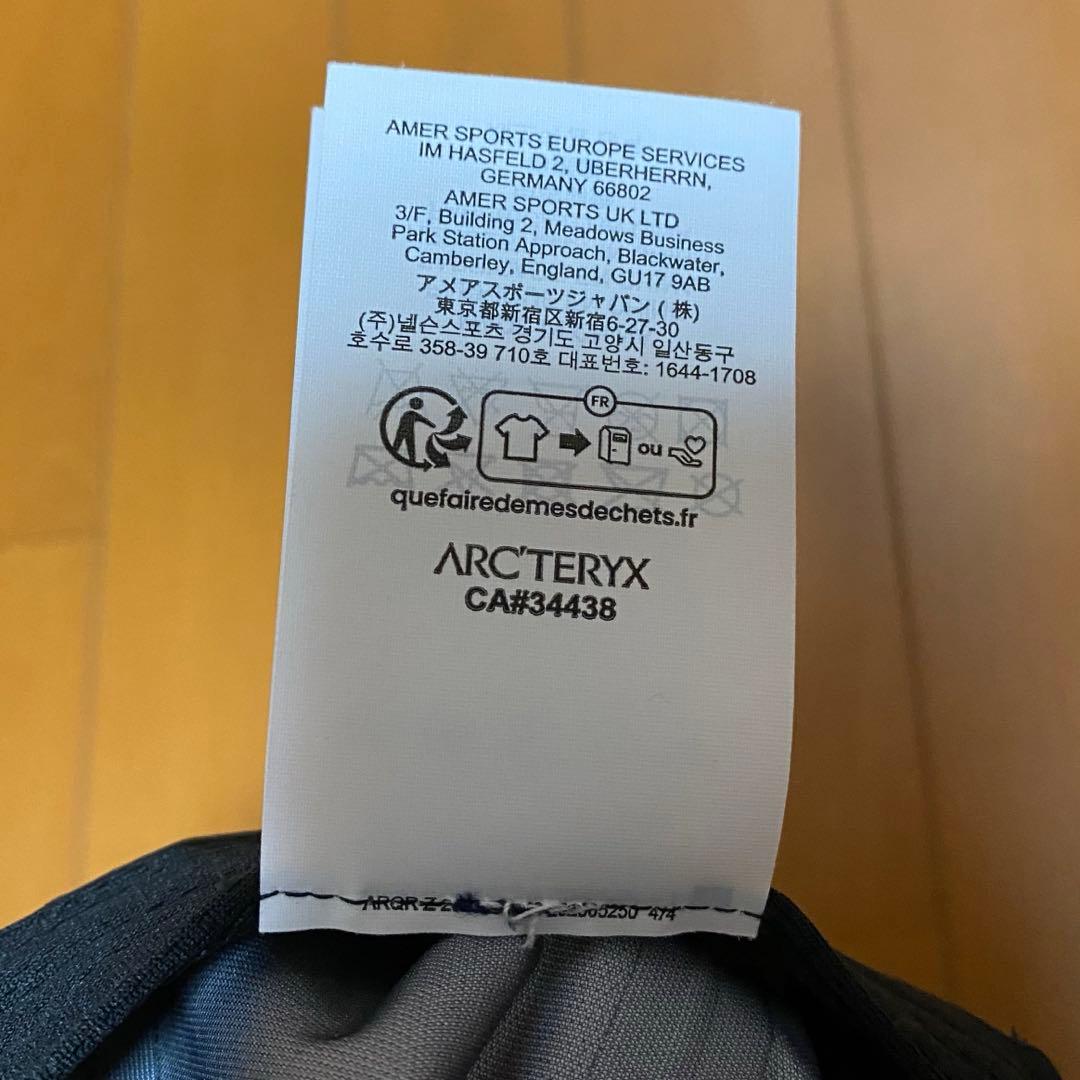 AMER SPORTS EUROPE SERVICES
IM HASFELD 2, UBERHERRN,
GERMANY 66802
AMER SPORTS UK LTD
3/F, Building 2, Meadows Business
Park Station Approach, Blackwater,
Camberley, England, GU17 9AB
アメアスポーツジャパン (株)
東京都新宿区新宿6-27-30
(주)넬슨스포츠 경기도 고양시 일산동구
호수로 358-39 710호 대표번호: 1644-1708
FR
ou
quefairedemesdechets.fr
ARC'TERYX
CA#34438
4/4